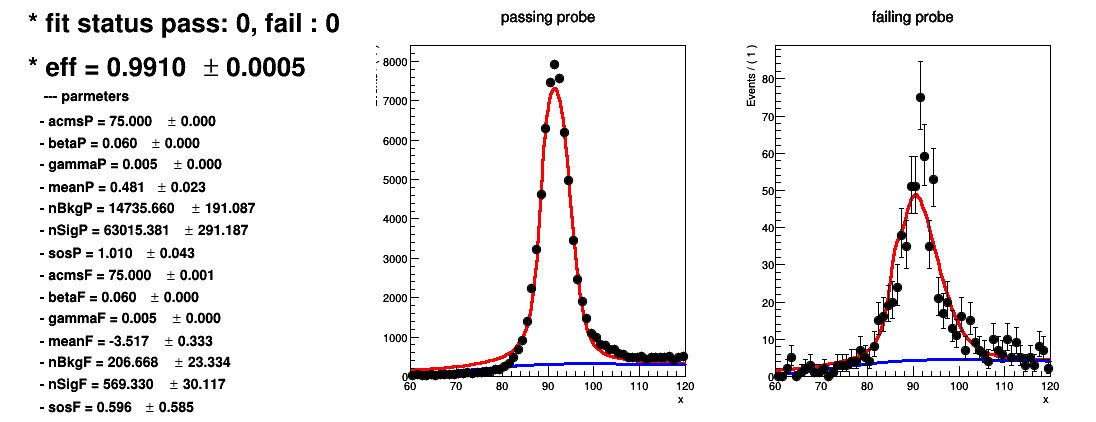 * fit status pass: 0, fail : 0
* eff = 0.9910 ± 0.0005
--- parmeters
- acmsP = 75.000 ± 0.000
- betaP = 0.060 ± 0.000
- gammaP = 0.005 ± 0.000
- meanP = 0.481 ± 0.023
- nBkgP = 14735.660 ± 191.087
- nSigP = 63015.381 ± 291.187
- sosP = 1.010 ± 0.043
- acmsF = 75.000 ± 0.001
- betaF = 0.060 ± 0.000
- gammaF = 0.005 ± 0.000
- meanF = -3.517 ± 0.333
- nBkgF = 206.668 ± 23.334
- nSigF = 569.330 ± 30.117
- sosF = 0.596 ± 0.585
passing probe
8000
7000
6000
5000
4000
3000
2000
1000
0
60 70 80 90 100 110 120
x
failing probe
Events / ( 1 )
80
70
60
50
40
30
20
10
0
60 70 80 90 100 110 120
x